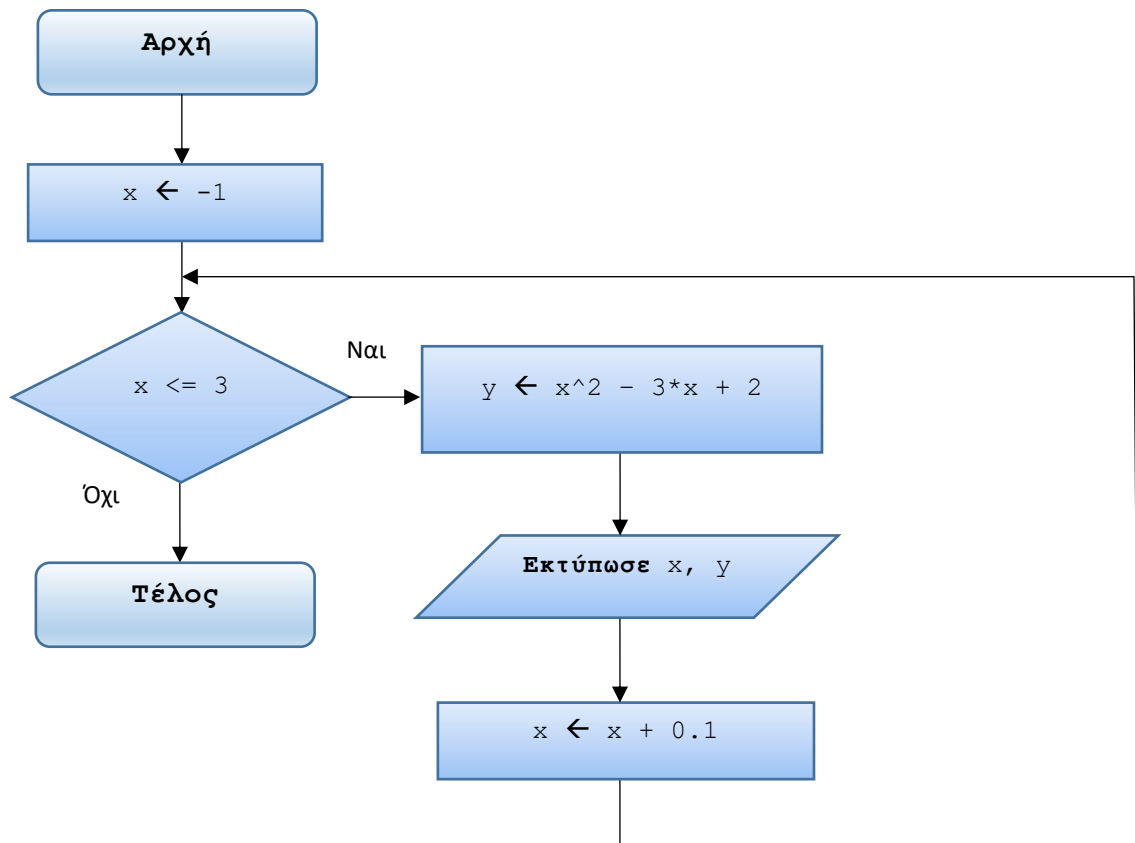 Αρχή
x ← -1
x <= 3
Ναι
y ← x^2 – 3*x + 2
Όχι
Εκτύπωσε x, y
Τέλος
x ← x + 0.1